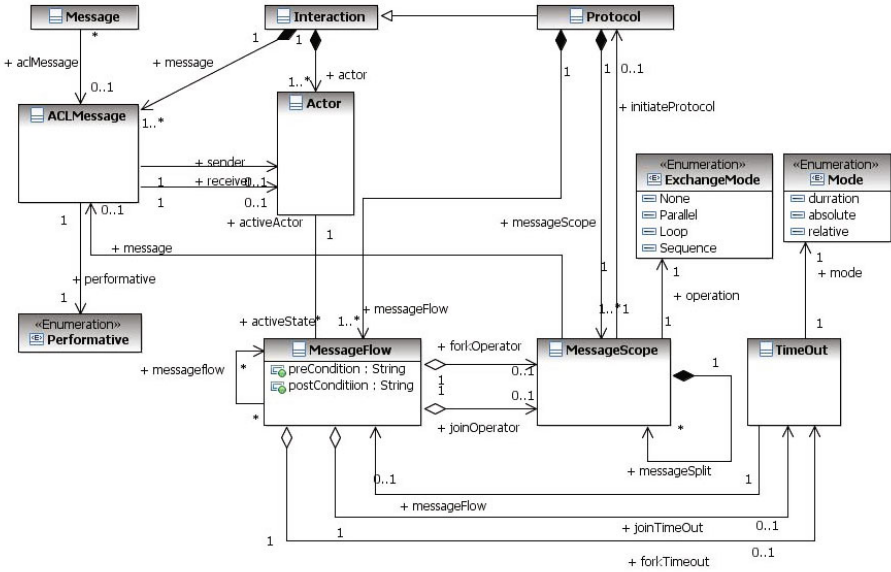 Message
Interaction
Protocol
*
1
1
1
1
0..1
+ aclMessage
+ message
+ actor
0..1
1..*
1..*
+ initiateProtocol
ACLMessage
Actor
«Enumeration»
ExchangeMode
None
Parallel
Loop
Sequence
«Enumeration»
Mode
durration
absolute
relative
+ sender
1
0..1
+ receiver
1
0..1
0..1
1
+ activeActor
1
+ messageScope
+ message
1
1
1
+ performative
+ operation
+ mode
1
1..*
1
«Enumeration»
Performative
+ activeState
*
1..*
+ messageFlow
1
1
MessageFlow
preCondition : String
postConditiion : String
+ messageflow
*
*
+ fork:Operator
1
0..1
1
0..1
+ joinOperator
MessageScope
1
*
+ messageSplit
TimeOut
0..1
1
+ messageFlow
1
1
+ joinTimeOut
0..1
0..1
+ fork:Timeout